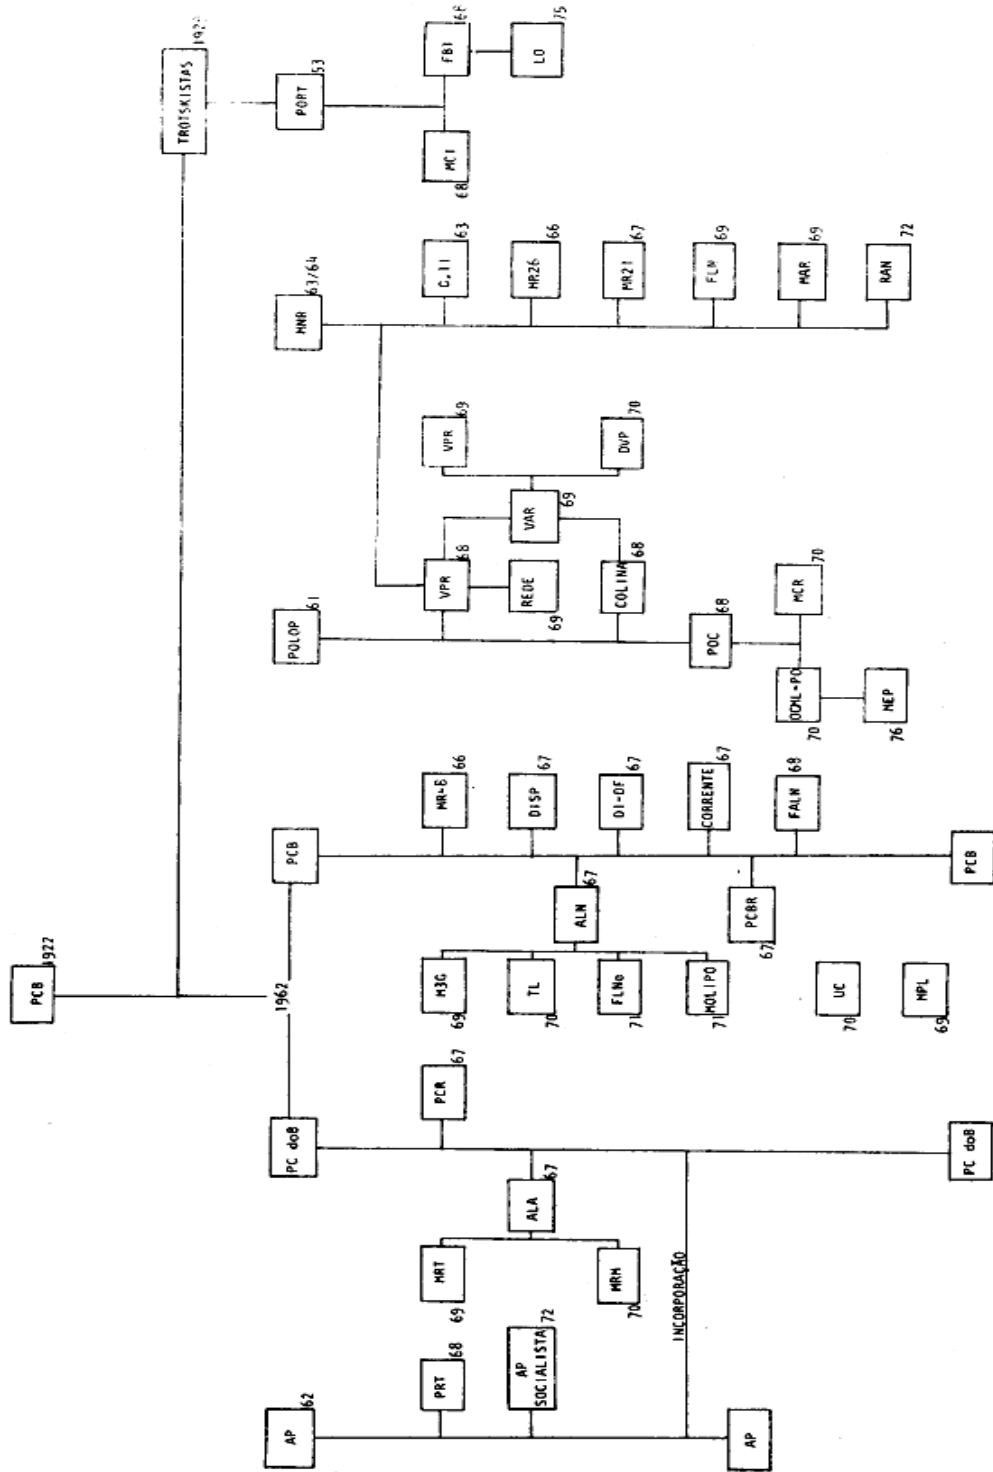 PCB
1922
TROTSKISTAS
1962
AP
62
PC doB
PCB
POLOP
61
MNR
63/64
PORT
53
PRT
68
MRT
69
PCR
67
M3G
69
MR-8
66
VPR
68
VPR
69
G.11
63
MCI
68
FBT
68
AP
SOCIALISTA
72
ALA
67
TL
70
DISP
67
REDE
69
VAR
69
MR26
66
LO
75
ALN
67
MRM
70
FLNe
71
DI-DF
67
COLINA
68
DVP
70
MR21
67
INCORPORAÇÃO
MOLIPO
71
CORRENTE
67
POC
68
FLN
69
AP
PCBR
67
UC
70
FALN
68
OCML-PO
70
MCR
70
MAR
69
MPL
69
MEP
76
RAN
72
PC doB
PCB